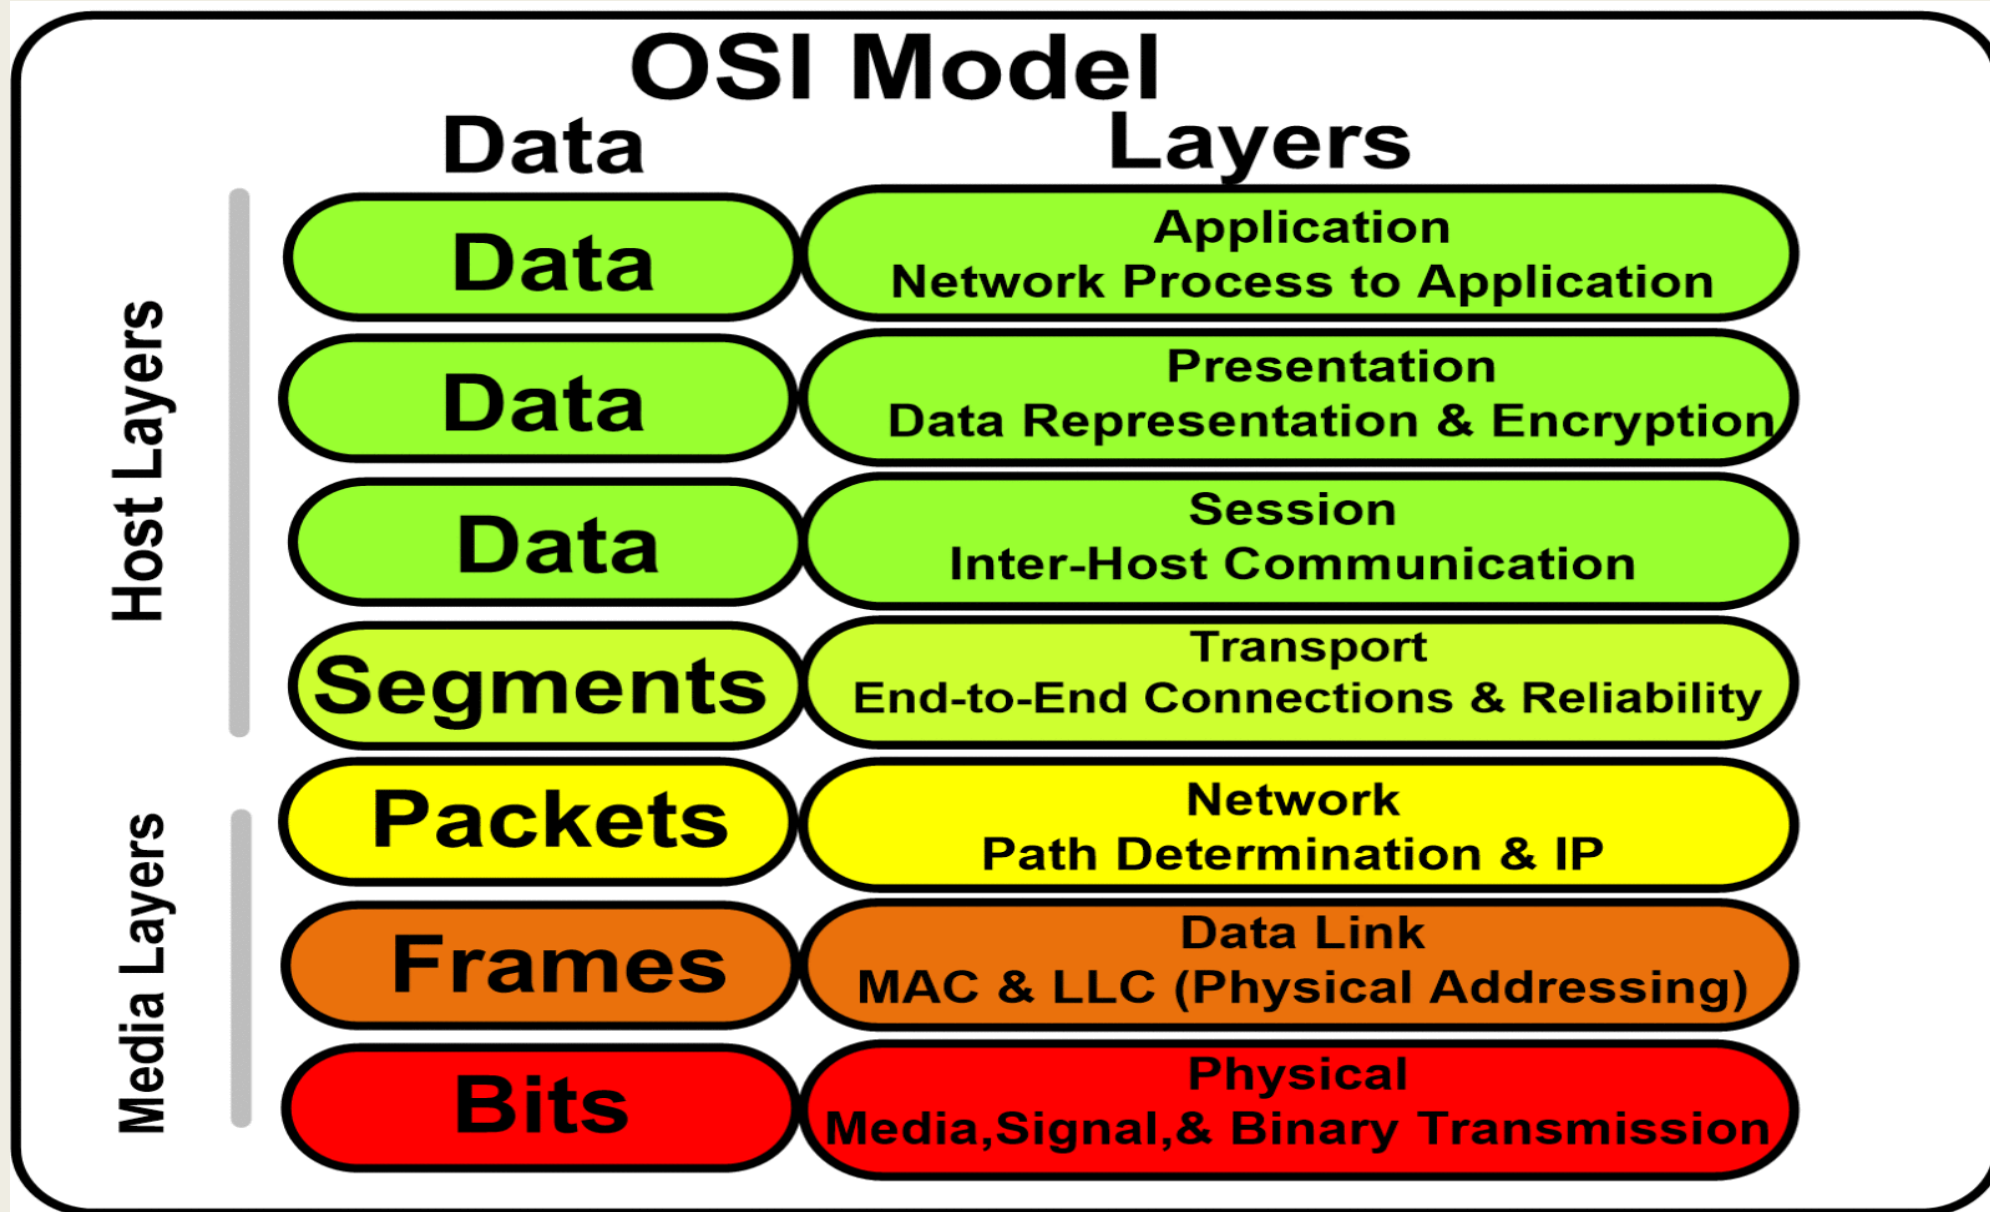 OSI Model
Data
Layers
Host Layers
Data
Application
Network Process to Application
Data
Presentation
Data Representation & Encryption
Data
Session
Inter-Host Communication
Segments
Transport
End-to-End Connections & Reliability
Media Layers
Packets
Network
Path Determination & IP
Frames
Data Link
MAC & LLC (Physical Addressing)
Bits
Physical
Media,Signal,& Binary Transmission